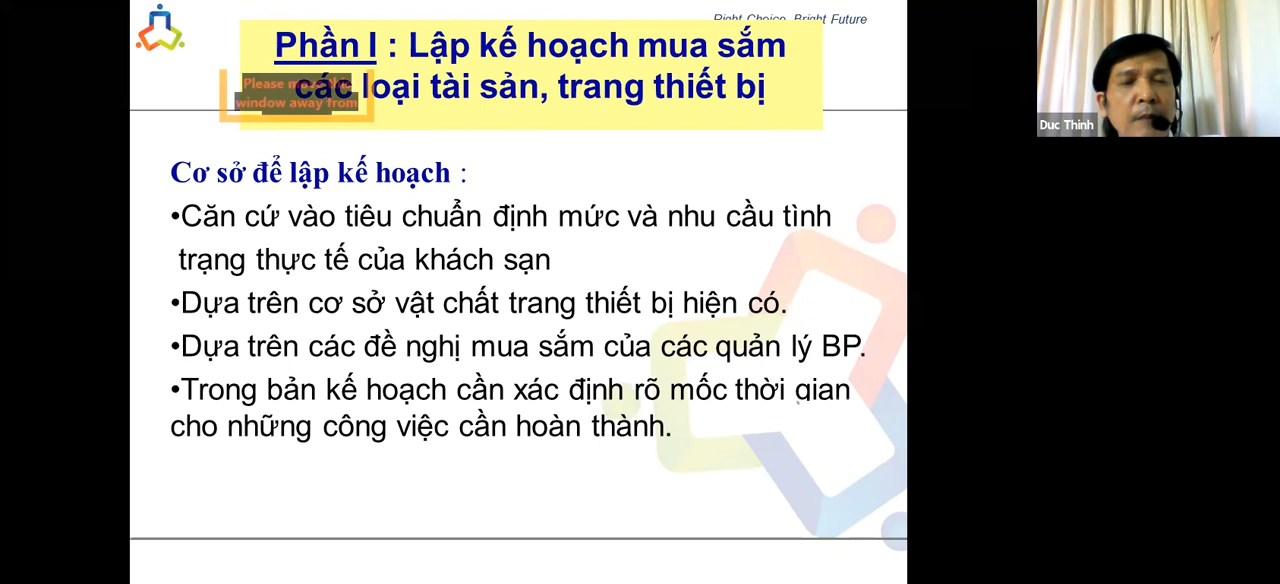 Right Choice, Bright Future
Phần I : Lập kế hoạch mua sắm
các loại tài sản, trang thiết bị
Please move this
window away from
Duc Thinh
Cơ sở để lập kế hoạch :
•Căn cứ vào tiêu chuẩn định mức và nhu cầu tình
trạng thực tế của khách sạn
•Dựa trên cơ sở vật chất trang thiết bị hiện có.
•Dựa trên các đề nghị mua sắm của các quản lý BP.
•Trong bản kế hoạch cần xác định rõ mốc thời gian
cho những công việc cần hoàn thành.